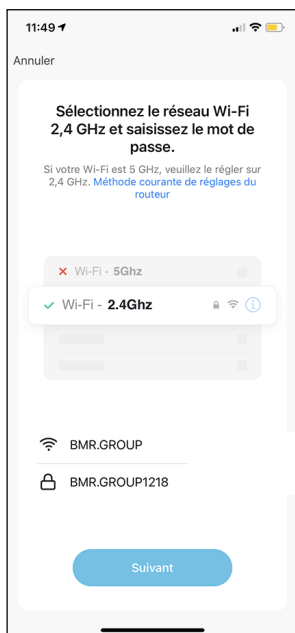 11:49
Annuler
Sélectionnez le réseau Wi-Fi
2,4 GHz et saisissez le mot de
passe.
Si votre Wi-Fi est 5 GHz, veuillez le régler sur
2,4 GHz. Méthode courante de réglages du
routeur
Wi-Fi - 5Ghz
Wi-Fi - 2.4Ghz
BMR.GROUP
BMR.GROUP1218
Suivant